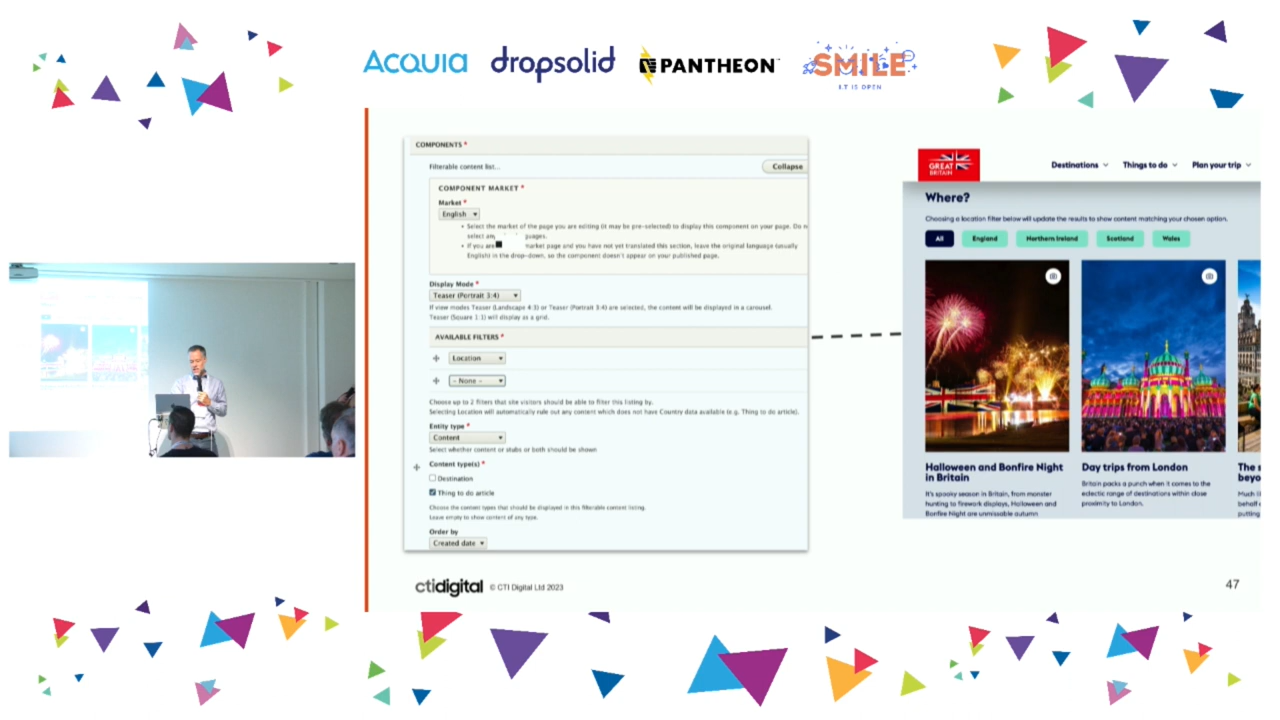 ACQUIA dropsolid PANTHEON SMILE
I.T IS OPEN
COMPONENTS *
Filterable content list...
Collapse
COMPONENT MARKET *
Market *
English
• Select the market of the page you are editing (it may be pre-selected) to display this component on your page. Do n
select an
guages.
• If you are
market page and you have not yet translated this section, leave the original language (usually
English) in the drop-down, so the component doesn't appear on your published page.
Display Mode *
Teaser (Portrait 3:4)
If view modes Teaser (Landscape 4:3) or Teaser (Portrait 3:4) are selected, the content will be displayed in a carousel.
Teaser (Square 1:1) will display as a grid.
AVAILABLE FILTERS *
Location
- None -
Choose up to 2 filters that site visitors should be able to filter this listing by.
Selecting Location will automatically rule out any content which does not have Country data available (e.g. Thing to do article).
Entity type *
Content
Select whether content or stubs or both should be shown
Content type(s) *
Destination
Thing to do article
Choose the content types that should be displayed in this filterable content listing.
Leave empty to show content of any type.
Order by
Created date
GREAT
BRITAIN
Destinations
Things to do
Plan your trip
Where?
Choosing a location filter below will update the results to show content matching your chosen option.
All
England
Northern Ireland
Scotland
Wales
Halloween and Bonfire Night
in Britain
It's spooky season in Britain, from monster
hunting to firework displays, Halloween and
Bonfire Night are unmissable autumn
Day trips from London
Britain packs a punch when it comes to the
eclectic range of destinations within close
proximity to London.
The s
beyo
Much li
behalf o
putting
ctidigital © CTI Digital Ltd 2023
47